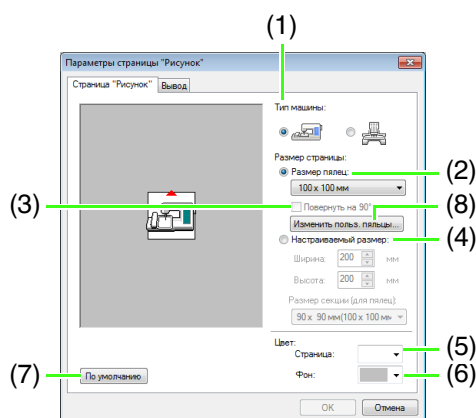 (1)
Параметры страницы "Рисунок"
Страница "Рисунок" Вывод
Тип машины:
Размер страницы:
(2)
Размер пялец:
100 x 100 мм
(3)
Повернуть на 90°
(8)
Изменить польз. пяльцы...
(4)
Настраиваемый размер:
Ширина: 200 мм
Высота: 200 мм
Размер секции (для пялец):
90 x 90 мм(100 x 100 мм
Цвет:
(5)
Страница:
(7)
По умолчанию
Фон:
(6)
OK Отмена